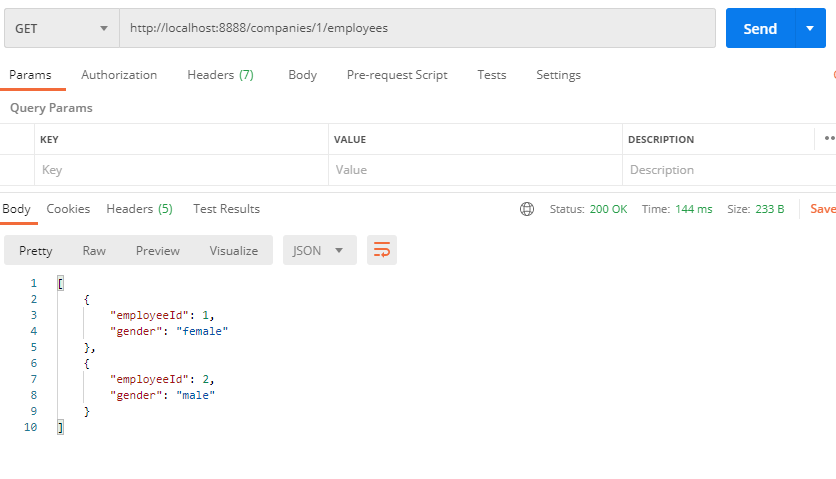 GET http://localhost:8888/companies/1/employees Send
Params Authorization Headers (7) Body Pre-request Script Tests Settings
Query Params
KEY VALUE DESCRIPTION
Key Value Description
Body Cookies Headers (5) Test Results Status: 200 OK Time: 144 ms Size: 233 B Save
Pretty Raw Preview Visualize JSON
1 [
2 {
3 "employeeId": 1,
4 "gender": "female"
5 },
6 {
7 "employeeId": 2,
8 "gender": "male"
9 }
10 ]